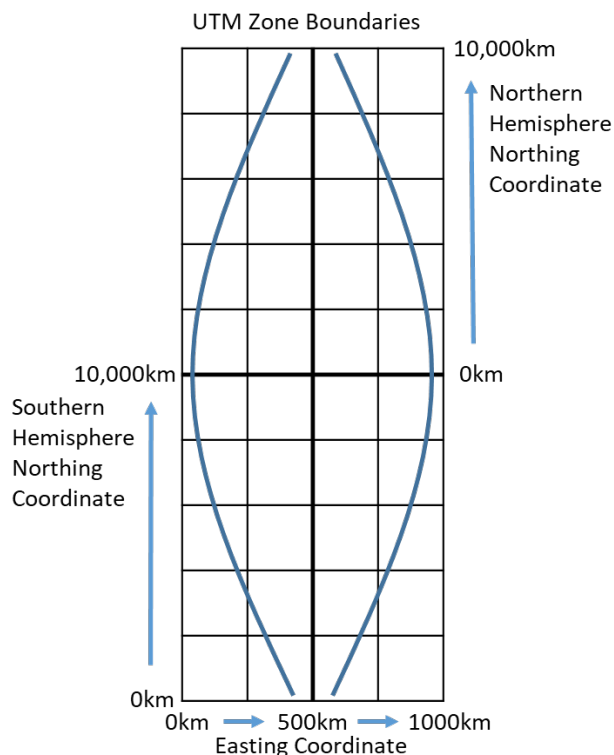 UTM Zone Boundaries
10,000km
Northern
Hemisphere
Northing
Coordinate
10,000km
0km
Southern
Hemisphere
Northing
Coordinate
0km
0km 500km 1000km
Easting Coordinate